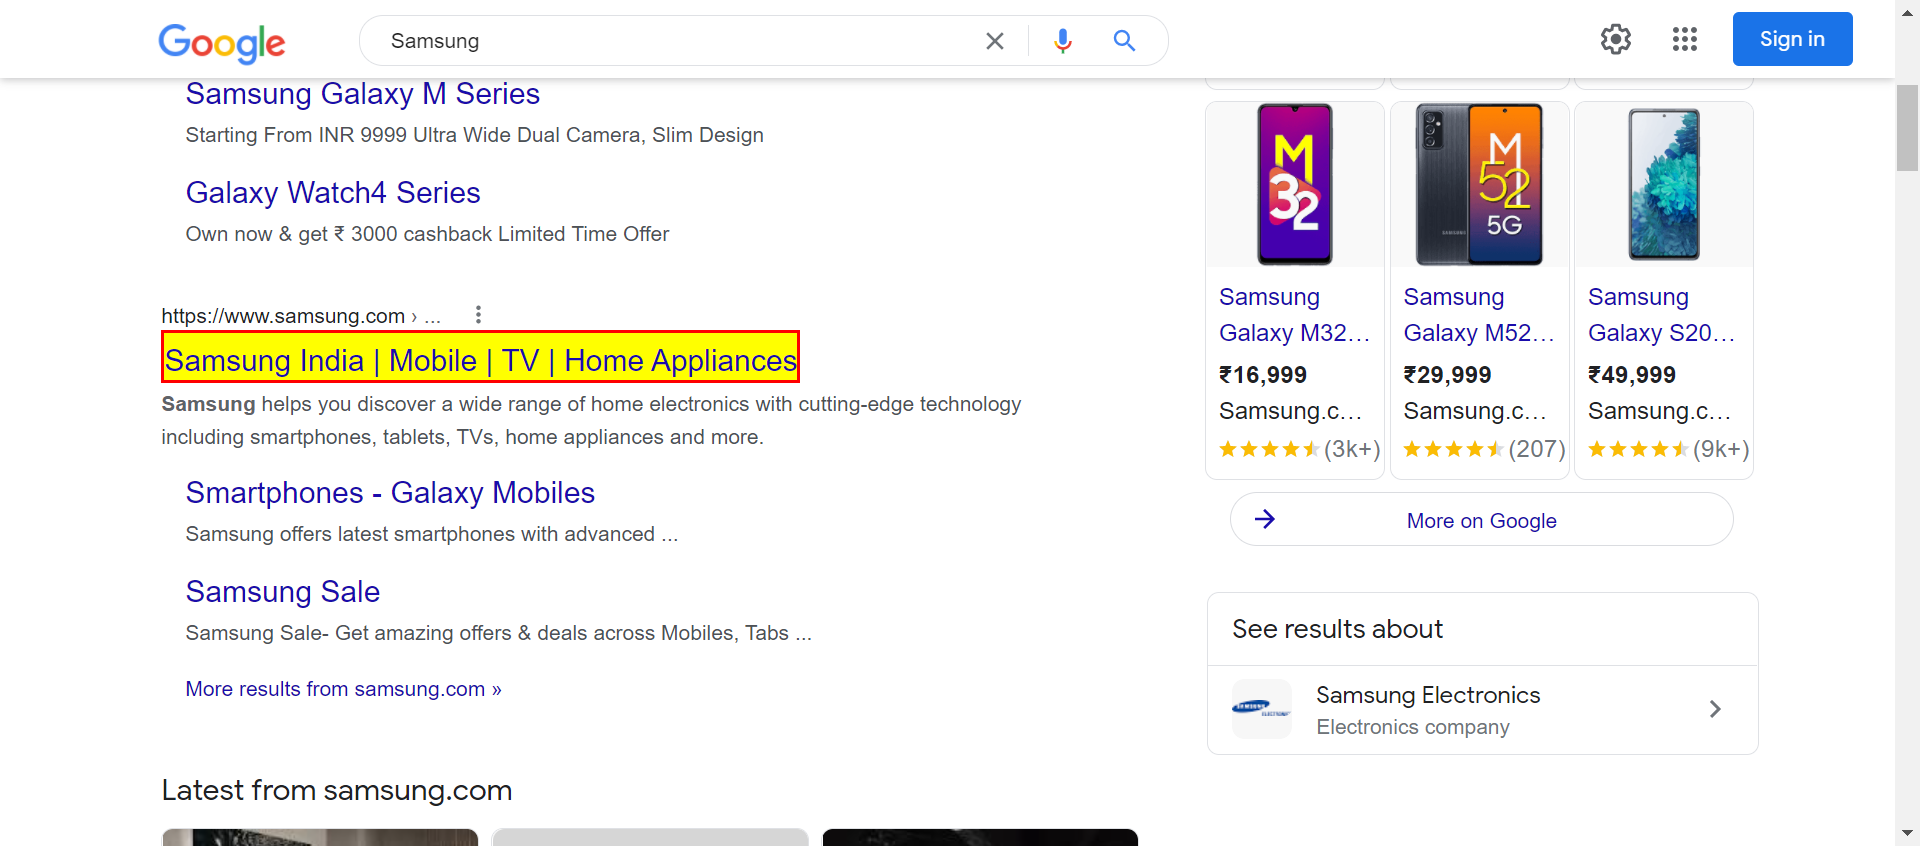 Google
Samsung
Sign in
Samsung Galaxy M Series
Starting From INR 9999 Ultra Wide Dual Camera, Slim Design
Galaxy Watch4 Series
Own now & get ₹ 3000 cashback Limited Time Offer
https://www.samsung.com › ...
Samsung India | Mobile | TV | Home Appliances
Samsung helps you discover a wide range of home electronics with cutting-edge technology
including smartphones, tablets, TVs, home appliances and more.
Smartphones - Galaxy Mobiles
Samsung offers latest smartphones with advanced ...
Samsung Sale
Samsung Sale- Get amazing offers & deals across Mobiles, Tabs ...
More results from samsung.com »
Latest from samsung.com
M
32
Samsung
Galaxy M32...
₹16,999
Samsung.c...
(3k+)
SAMSUNG
M
52
5G
Samsung
Galaxy M52...
₹29,999
Samsung.c...
(207)
Samsung
Galaxy S20...
₹49,999
Samsung.c...
(9k+)
More on Google
See results about
SAMSUNG
ELECTRONICS
Samsung Electronics
Electronics company